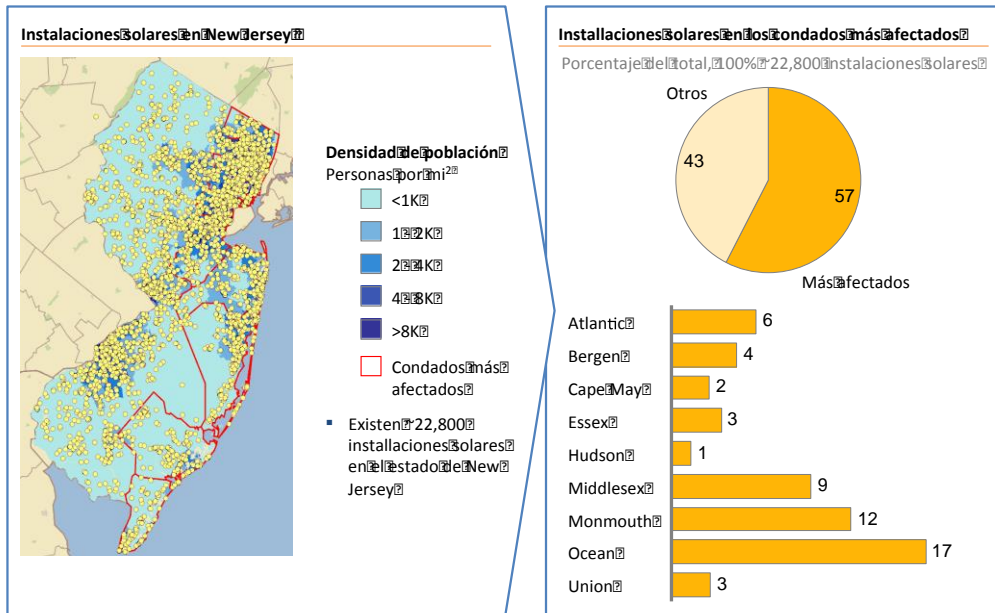 Instalaciones solares en New Jersey
Densidad de población
Personas por mi2
<1K
1 - 2K
2 - 4K
4 - 8K
>8K
Condados más
afectados
Existen ~22,800
installaciones solares
en el estado de New
Jersey
Installaciones solares en los condados más afectados
Porcentaje del total, 100% ~22,800 instalaciones solares
Otros
43
57
Más afectados
Atlantic 6
Bergen 4
Cape May 2
Essex 3
Hudson 1
Middlesex 9
Monmouth 12
Ocean 17
Union 3